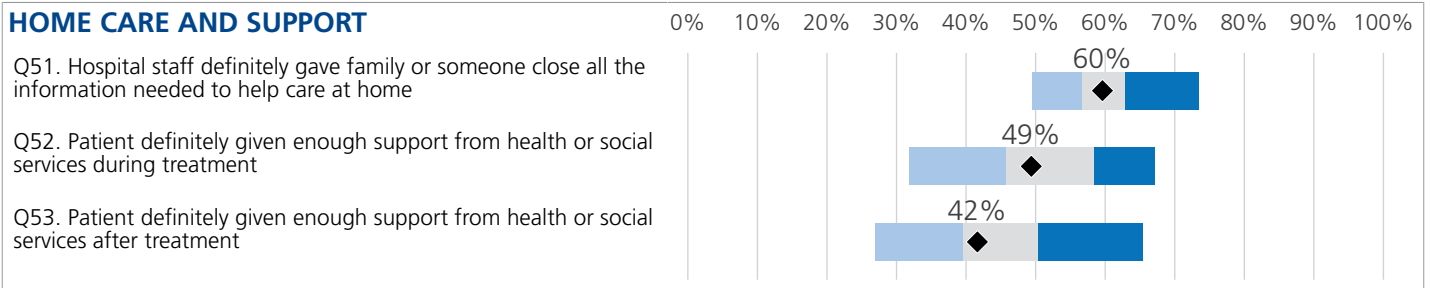 HOME CARE AND SUPPORT
0% 10% 20% 30% 40% 50% 60% 70% 80% 90% 100%
Q51. Hospital staff definitely gave family or someone close all the
information needed to help care at home
60%
Q52. Patient definitely given enough support from health or social
services during treatment
49%
Q53. Patient definitely given enough support from health or social
services after treatment
42%